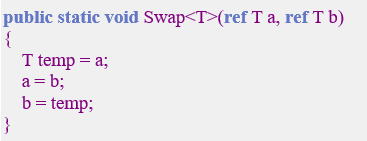 public static void Swap<T>(ref T a, ref T b)
{
    T temp = a;
    a = b;
    b = temp;
}